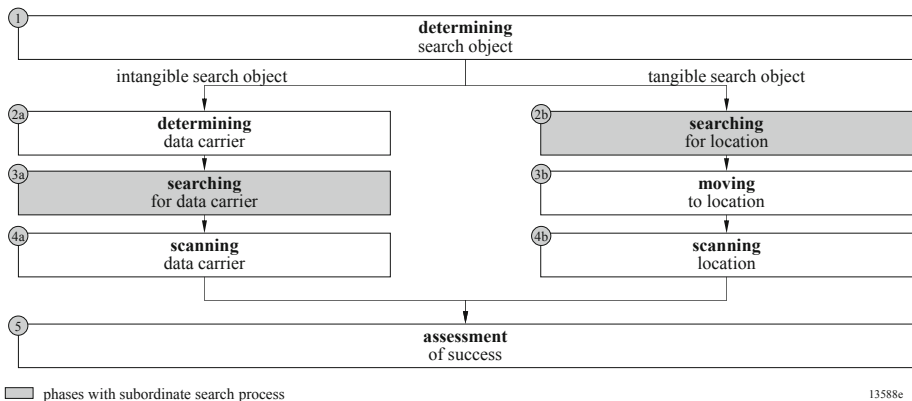 1
determining
search object
intangible search object
tangible search object
2a
determining
data carrier
3a
searching
for data carrier
4a
scanning
data carrier
2b
searching
for location
3b
moving
to location
4b
scanning
location
5
assessment
of success
phases with subordinate search process
13588e